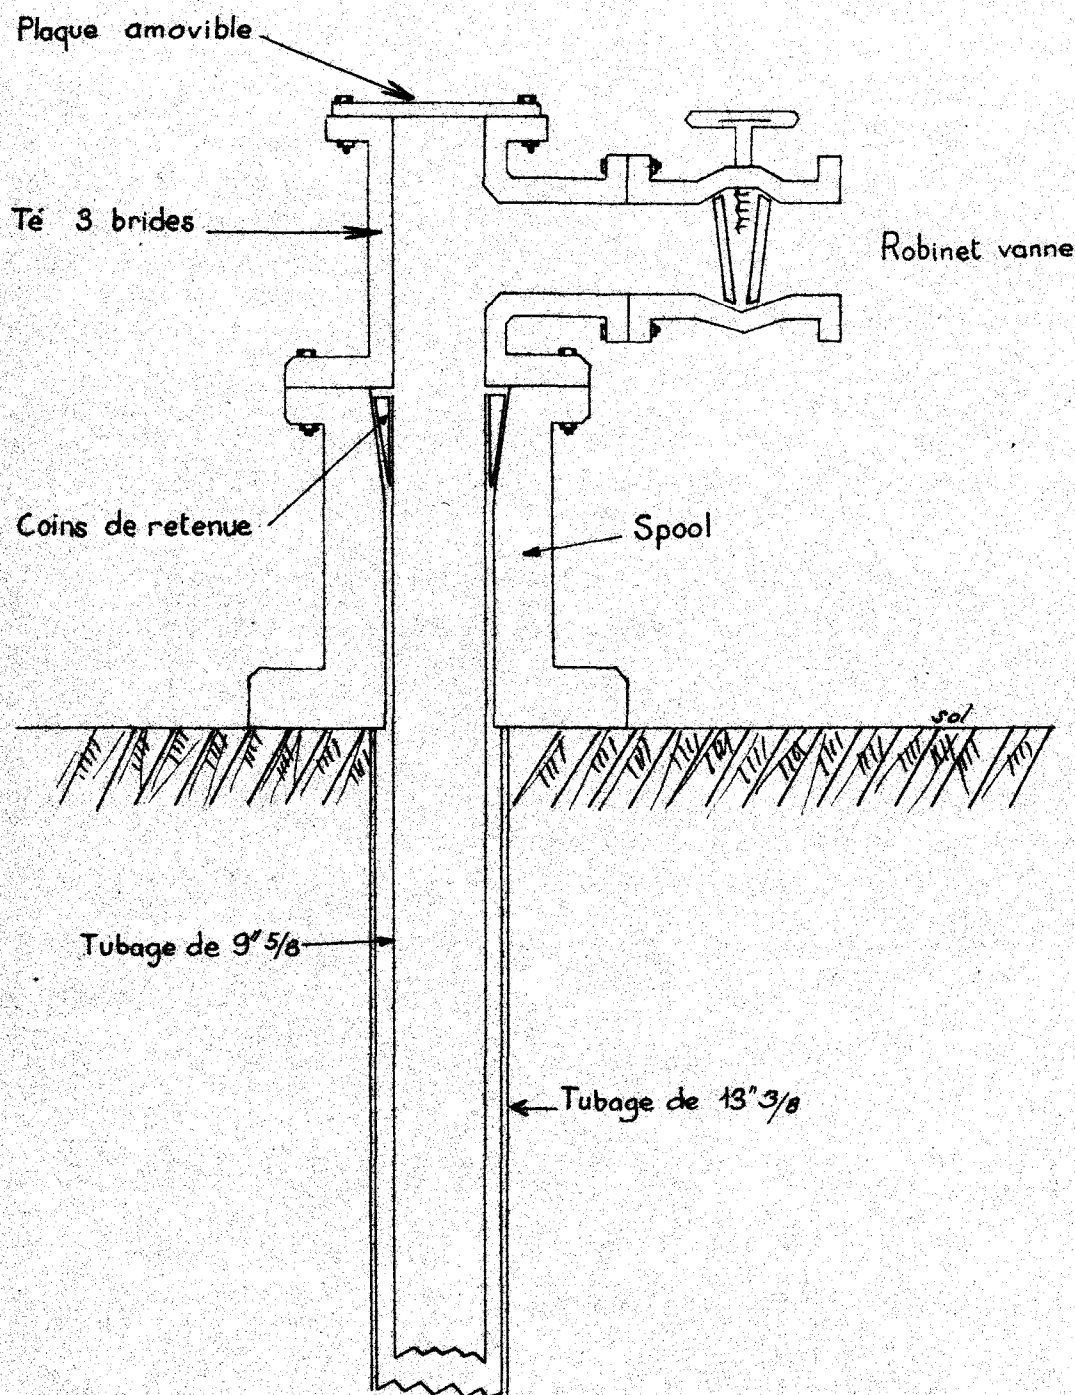 Plaque amovible
Té 3 brides
Robinet vanne
Coins de retenue
Spool
sol
Tubage de 9" 5/8
Tubage de 13" 3/8